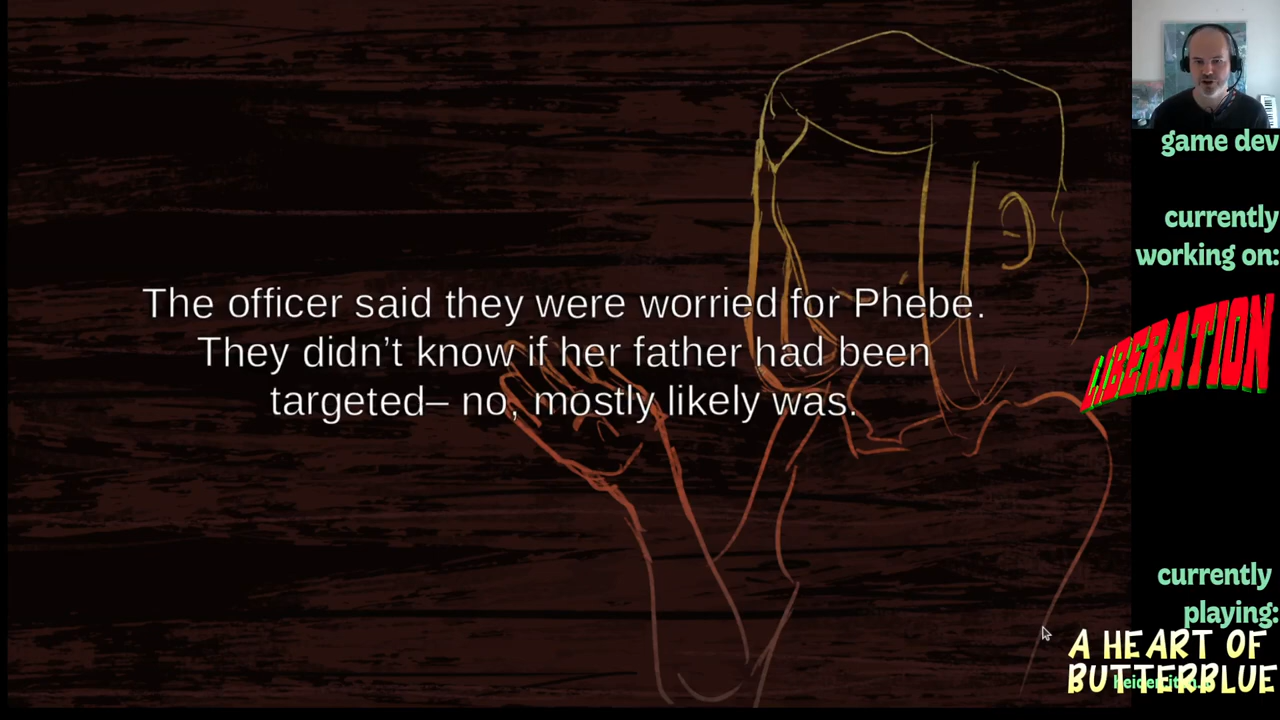 The officer said they were worried for Phebe.
They didn't know if her father had been
targeted– no, mostly likely was.
game dev
currently
working on:
LIBERATION
currently
playing:
A HEART OF
BUTTERBLUE